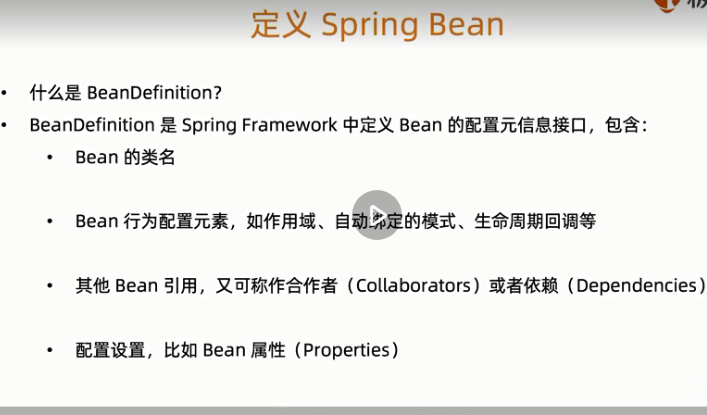 定义 Spring Bean
• 什么是 BeanDefinition?
• BeanDefinition 是 Spring Framework 中定义 Bean 的配置元信息接口，包含：
• Bean 的类名
• Bean 行为配置元素，如作用域、自动绑定的模式、生命周期回调等
• 其他 Bean 引用，又可称作合作者（Collaborators）或者依赖（Dependencies）
• 配置设置，比如 Bean 属性（Properties）